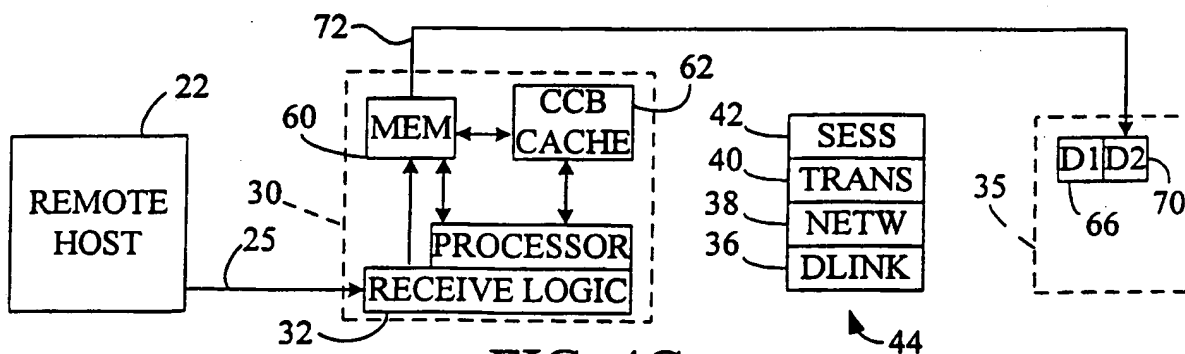 72
22
62
60
MEM
CCB
CACHE
42
SESS
D1
D2
REMOTE
HOST
30
40
TRANS
35
66
70
25
PROCESSOR
38
NETW
RECEIVE LOGIC
36
DLINK
32
44